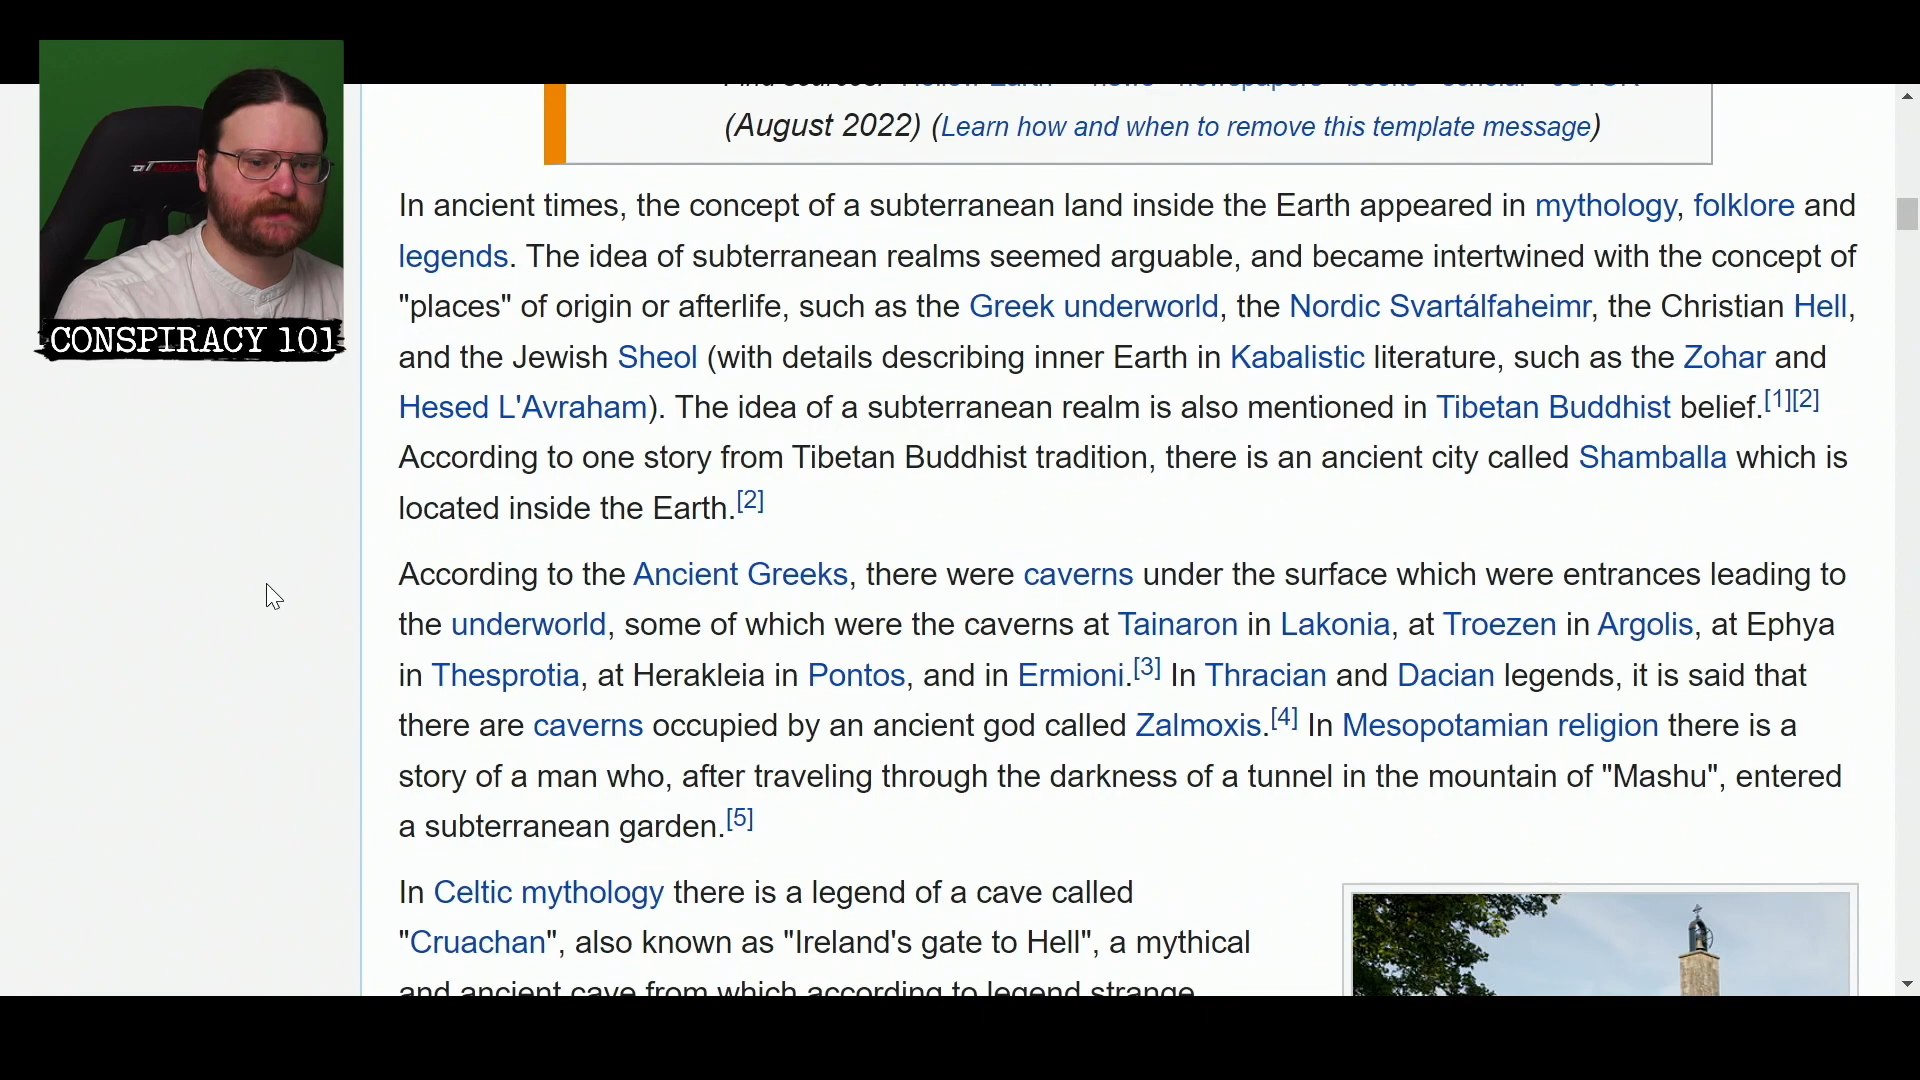 (August 2022) (Learn how and when to remove this template message)
In ancient times, the concept of a subterranean land inside the Earth appeared in mythology, folklore and
legends. The idea of subterranean realms seemed arguable, and became intertwined with the concept of
"places" of origin or afterlife, such as the Greek underworld, the Nordic Svartálfaheimr, the Christian Hell,
and the Jewish Sheol (with details describing inner Earth in Kabalistic literature, such as the Zohar and
Hesed L'Avraham). The idea of a subterranean realm is also mentioned in Tibetan Buddhist belief.[1][2]
According to one story from Tibetan Buddhist tradition, there is an ancient city called Shamballa which is
located inside the Earth.[2]
According to the Ancient Greeks, there were caverns under the surface which were entrances leading to
the underworld, some of which were the caverns at Tainaron in Lakonia, at Troezen in Argolis, at Ephya
in Thesprotia, at Herakleia in Pontos, and in Ermioni.[3] In Thracian and Dacian legends, it is said that
there are caverns occupied by an ancient god called Zalmoxis.[4] In Mesopotamian religion there is a
story of a man who, after traveling through the darkness of a tunnel in the mountain of "Mashu", entered
a subterranean garden.[5]
In Celtic mythology there is a legend of a cave called
"Cruachan", also known as "Ireland's gate to Hell", a mythical
and ancient cave from which according to legend strange
CONSPIRACY 101